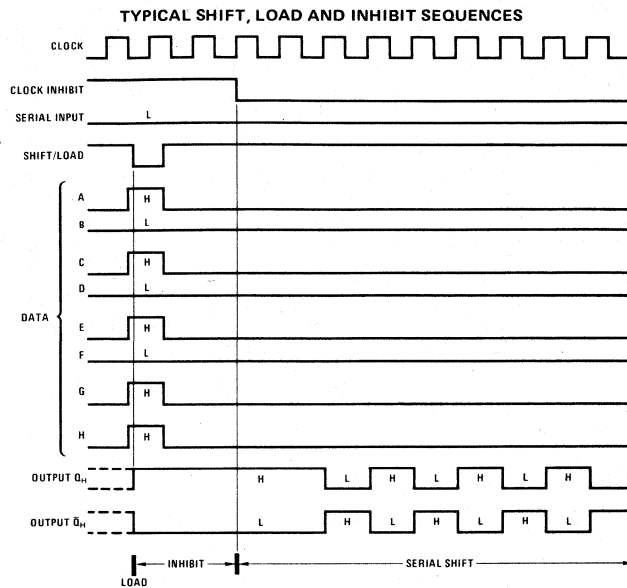 TYPICAL SHIFT, LOAD AND INHIBIT SEQUENCES
CLOCK
CLOCK INHIBIT
SERIAL INPUT L
SHIFT/LOAD
DATA
A H
B L
C H
D L
E H
F L
G H
H H
OUTPUT QH H L H L H L H
OUTPUT Q̄H L H L H L H L
INHIBIT SERIAL SHIFT
LOAD